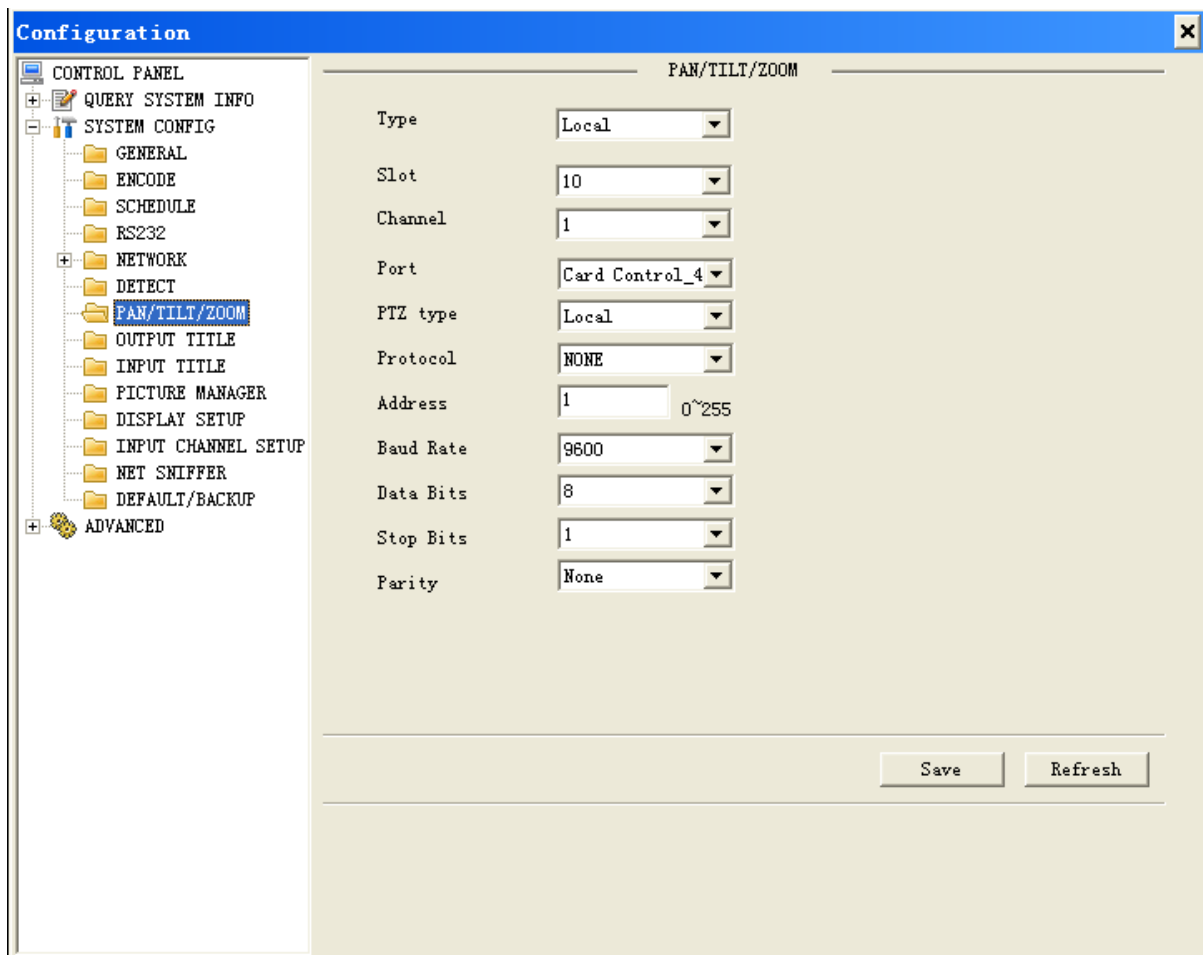 Configuration
CONTROL PANEL
QUERY SYSTEM INFO
SYSTEM CONFIG
GENERAL
ENCODE
SCHEDULE
RS232
NETWORK
DETECT
PAN/TILT/ZOOM
OUTPUT TITLE
INPUT TITLE
PICTURE MANAGER
DISPLAY SETUP
INPUT CHANNEL SETUP
NET SNIFFER
DEFAULT/BACKUP
ADVANCED
PAN/TILT/ZOOM
Type Local
Slot 10
Channel 1
Port Card Control_4
PTZ type Local
Protocol NONE
Address 1 0~255
Baud Rate 9600
Data Bits 8
Stop Bits 1
Parity None
Save Refresh